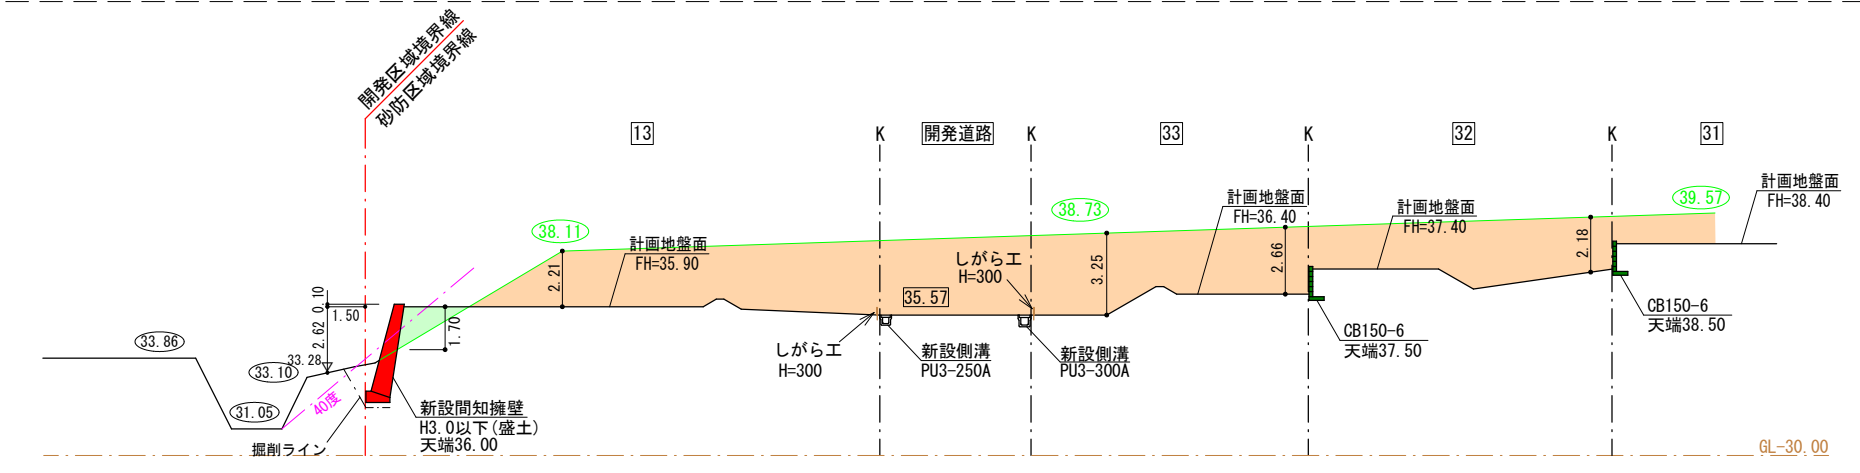 開発区域境界線
砂防区域境界線
13
K
開発道路
K
33
K
32
K
31
計画地盤面
FH=38.40
39.57
計画地盤面
FH=36.40
計画地盤面
FH=37.40
38.73
38.11
計画地盤面
FH=35.90
2.21
しがら工
H=300
3.25
2.66
2.18
35.57
0.10
1.50
2.62
1.70
33.86
33.28
33.10
31.05
40度
掘削ライン
新設間知擁壁
H3.0以下(盛土)
天端36.00
しがら工
H=300
新設側溝
PU3-250A
新設側溝
PU3-300A
CB150-6
天端37.50
CB150-6
天端38.50
GL-30.00